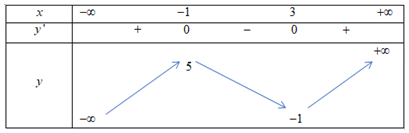 x −∞ −1 3 +∞
y' + 0 − 0 +
+∞
5
y
−∞ −1